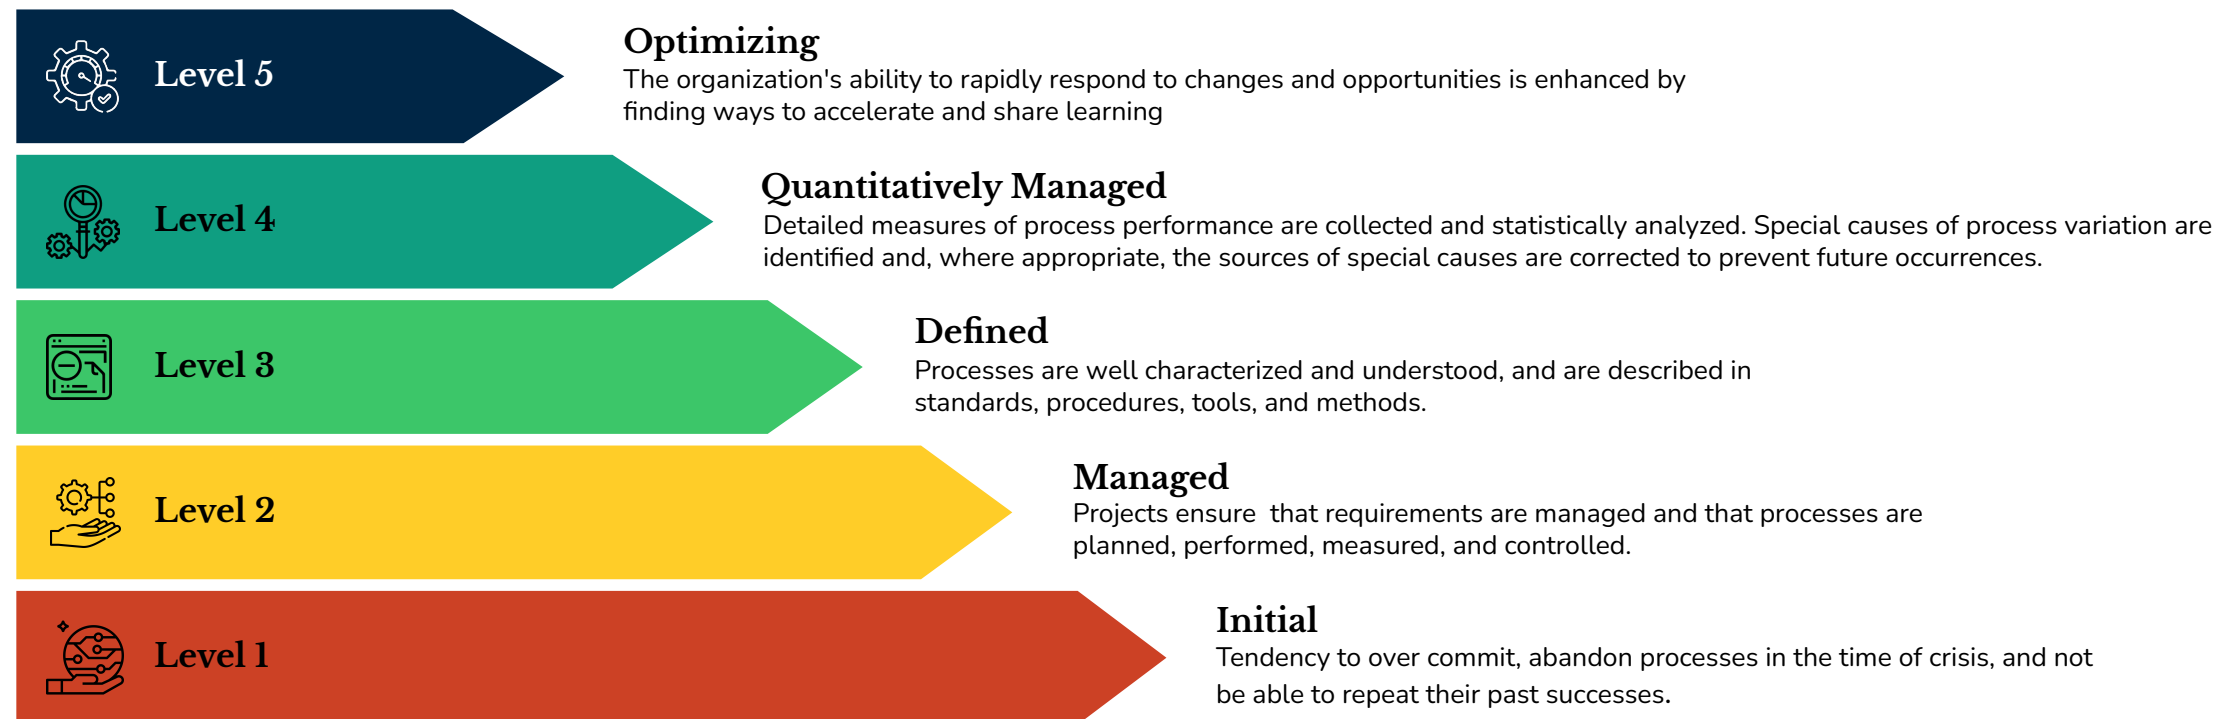 Level 5
Optimizing
The organization's ability to rapidly respond to changes and opportunities is enhanced by
finding ways to accelerate and share learning
Level 4
Quantitatively Managed
Detailed measures of process performance are collected and statistically analyzed. Special causes of process variation are
identified and, where appropriate, the sources of special causes are corrected to prevent future occurrences.
Level 3
Defined
Processes are well characterized and understood, and are described in
standards, procedures, tools, and methods.
Level 2
Managed
Projects ensure  that requirements are managed and that processes are
planned, performed, measured, and controlled.
Level 1
Initial
Tendency to over commit, abandon processes in the time of crisis, and not
be able to repeat their past successes.